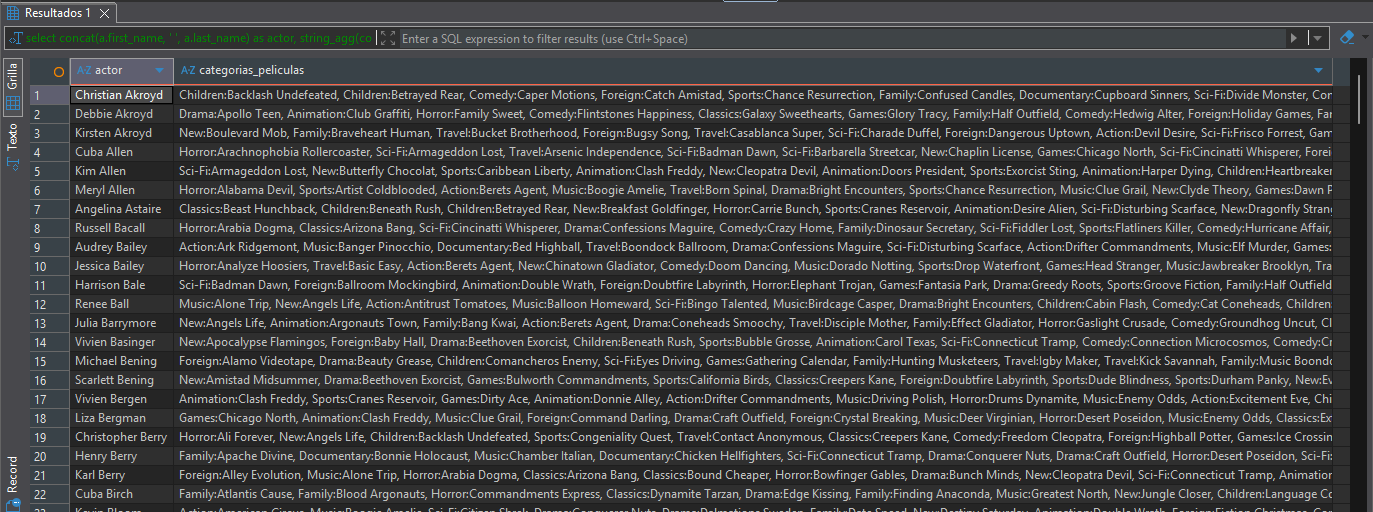 Resultados 1
select concat(a.first_name, ' ', a.last_name) as actor, string_agg(co
Enter a SQL expression to filter results (use Ctrl+Space)
Grilla
Texto
Record
A-Z actor A-Z categorias_peliculas
1 Christian Akroyd Children:Backlash Undefeated, Children:Betrayed Rear, Comedy:Caper Motions, Foreign:Catch Amistad, Sports:Chance Resurrection, Family:Confused Candles, Documentary:Cupboard Sinners, Sci-Fi:Divide Monster, Con
2 Debbie Akroyd Drama:Apollo Teen, Animation:Club Graffiti, Horror:Family Sweet, Comedy:Flintstones Happiness, Classics:Galaxy Sweethearts, Games:Glory Tracy, Family:Half Outfield, Comedy:Hedwig Alter, Foreign:Holiday Games, Fan
3 Kirsten Akroyd New:Boulevard Mob, Family:Braveheart Human, Travel:Bucket Brotherhood, Foreign:Bugsy Song, Travel:Casablanca Super, Sci-Fi:Charade Duffel, Foreign:Dangerous Uptown, Action:Devil Desire, Sci-Fi:Frisco Forrest, Gam
4 Cuba Allen Horror:Arachnophobia Rollercoaster, Sci-Fi:Armageddon Lost, Travel:Arsenic Independence, Sci-Fi:Badman Dawn, Sci-Fi:Barbarella Streetcar, New:Chaplin License, Games:Chicago North, Sci-Fi:Cincinatti Whisperer, Forei
5 Kim Allen Sci-Fi:Armageddon Lost, New:Butterfly Chocolat, Sports:Caribbean Liberty, Animation:Clash Freddy, New:Cleopatra Devil, Animation:Doors President, Sports:Exorcist Sting, Animation:Harper Dying, Children:Heartbreaker
6 Meryl Allen Horror:Alabama Devil, Sports:Artist Coldblooded, Action:Berets Agent, Music:Boogie Amelie, Travel:Born Spinal, Drama:Bright Encounters, Sports:Chance Resurrection, Music:Clue Grail, New:Clyde Theory, Games:Dawn P
7 Angelina Astaire Classics:Beast Hunchback, Children:Beneath Rush, Children:Betrayed Rear, New:Breakfast Goldfinger, Horror:Carrie Bunch, Sports:Cranes Reservoir, Animation:Desire Alien, Sci-Fi:Disturbing Scarface, New:Dragonfly Strang
8 Russell Bacall Horror:Arabia Dogma, Classics:Arizona Bang, Sci-Fi:Cincinatti Whisperer, Drama:Confessions Maguire, Comedy:Crazy Home, Family:Dinosaur Secretary, Sci-Fi:Fiddler Lost, Sports:Flatliners Killer, Comedy:Hurricane Affair,
9 Audrey Bailey Action:Ark Ridgemont, Music:Banger Pinocchio, Documentary:Bed Highball, Travel:Boondock Ballroom, Drama:Confessions Maguire, Sci-Fi:Disturbing Scarface, Action:Drifter Commandments, Music:Elf Murder, Games:
10 Jessica Bailey Horror:Analyze Hoosiers, Travel:Basic Easy, Action:Berets Agent, New:Chinatown Gladiator, Comedy:Doom Dancing, Music:Dorado Notting, Sports:Drop Waterfront, Games:Head Stranger, Music:Jawbreaker Brooklyn, Tra
11 Harrison Bale Sci-Fi:Badman Dawn, Foreign:Ballroom Mockingbird, Animation:Double Wrath, Foreign:Doubtfire Labyrinth, Horror:Elephant Trojan, Games:Fantasia Park, Drama:Greedy Roots, Sports:Groove Fiction, Family:Half Outfield
12 Renee Ball Music:Alone Trip, New:Angels Life, Action:Antitrust Tomatoes, Music:Balloon Homeward, Sci-Fi:Bingo Talented, Music:Birdcage Casper, Drama:Bright Encounters, Children:Cabin Flash, Comedy:Cat Coneheads, Children
13 Julia Barrymore New:Angels Life, Animation:Argonauts Town, Family:Bang Kwai, Action:Berets Agent, Drama:Coneheads Smoochy, Travel:Disciple Mother, Family:Effect Gladiator, Horror:Gaslight Crusade, Comedy:Groundhog Uncut, Cl
14 Vivien Basinger New:Apocalypse Flamingos, Foreign:Baby Hall, Drama:Beethoven Exorcist, Children:Beneath Rush, Sports:Bubble Grosse, Animation:Carol Texas, Sci-Fi:Connecticut Tramp, Comedy:Connection Microcosmos, Comedy:Cr
15 Michael Bening Foreign:Alamo Videotape, Drama:Beauty Grease, Children:Comancheros Enemy, Sci-Fi:Eyes Driving, Games:Gathering Calendar, Family:Hunting Musketeers, Travel:Igby Maker, Travel:Kick Savannah, Family:Music Boondo
16 Scarlett Bening New:Amistad Midsummer, Drama:Beethoven Exorcist, Games:Bulworth Commandments, Sports:California Birds, Classics:Creepers Kane, Foreign:Doubtfire Labyrinth, Sports:Dude Blindness, Sports:Durham Panky, New:Ev
17 Vivien Bergen Animation:Clash Freddy, Sports:Cranes Reservoir, Games:Dirty Ace, Animation:Donnie Alley, Action:Drifter Commandments, Music:Driving Polish, Horror:Drums Dynamite, Music:Enemy Odds, Action:Excitement Eve, Chi
18 Liza Bergman Games:Chicago North, Animation:Clash Freddy, Music:Clue Grail, Foreign:Command Darling, Drama:Craft Outfield, Foreign:Crystal Breaking, Music:Deer Virginian, Horror:Desert Poseidon, Music:Enemy Odds, Classics:Ex
19 Christopher Berry Horror:Ali Forever, New:Angels Life, Children:Backlash Undefeated, Sports:Congeniality Quest, Travel:Contact Anonymous, Classics:Creepers Kane, Comedy:Freedom Cleopatra, Foreign:Highball Potter, Games:Ice Crossin
20 Henry Berry Family:Apache Divine, Documentary:Bonnie Holocaust, Music:Chamber Italian, Documentary:Chicken Hellfighters, Sci-Fi:Connecticut Tramp, Drama:Conquerer Nuts, Drama:Craft Outfield, Horror:Desert Poseidon, Sci-Fi:
21 Karl Berry Foreign:Alley Evolution, Music:Alone Trip, Horror:Arabia Dogma, Classics:Arizona Bang, Classics:Bound Cheaper, Horror:Bowfinger Gables, Drama:Bunch Minds, New:Cleopatra Devil, Sci-Fi:Connecticut Tramp, Animation:
22 Cuba Birch Family:Atlantis Cause, Family:Blood Argonauts, Horror:Commandments Express, Classics:Dynamite Tarzan, Drama:Edge Kissing, Family:Finding Anaconda, Music:Greatest North, New:Jungle Closer, Children:Language Co